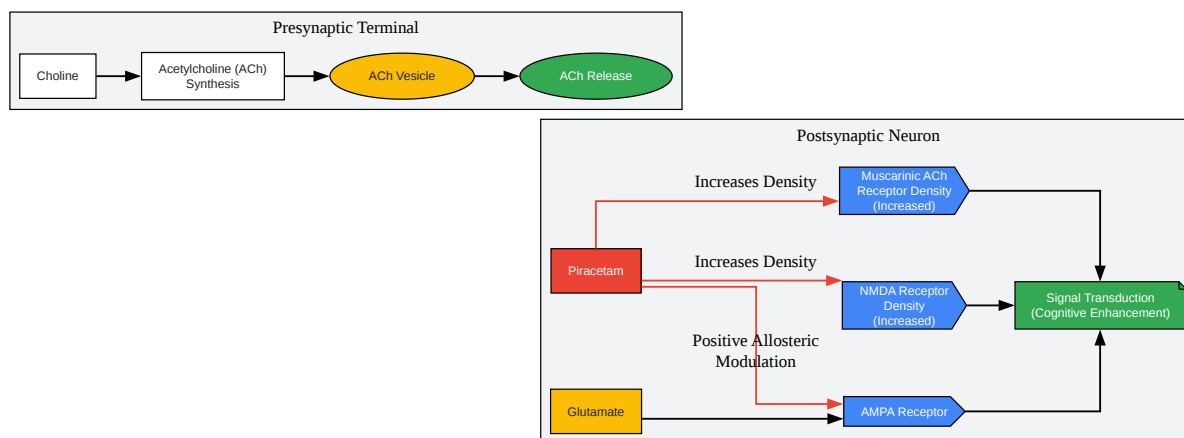 Presynaptic Terminal
Choline
Acetylcholine (ACh)
Synthesis
ACh Vesicle
ACh Release
Postsynaptic Neuron
Increases Density
Muscarinic ACh
Receptor Density
(Increased)
Piracetam
Increases Density
NMDA Receptor
Density
(Increased)
Signal Transduction
(Cognitive Enhancement)
Positive Allosteric
Modulation
Glutamate
AMPA Receptor